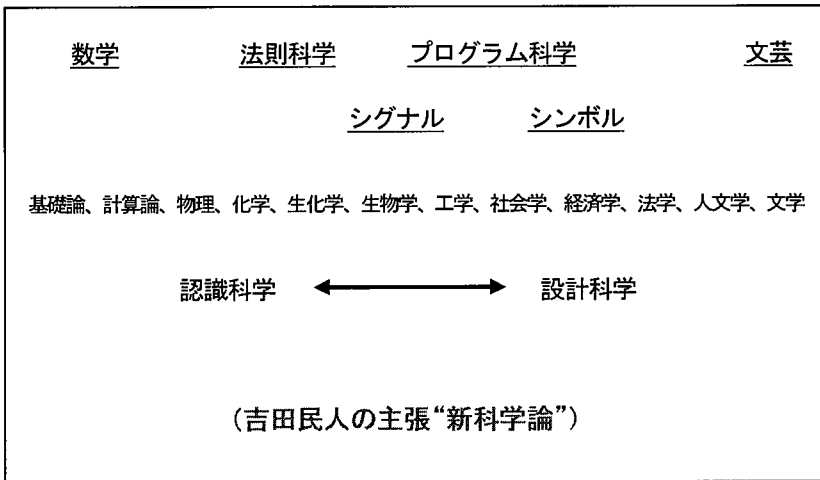 数学 法則科学 プログラム科学 文芸
シグナル シンボル
基礎論、計算論、物理、化学、生化学、生物学、工学、社会学、経済学、法学、人文学、文学
認識科学 設計科学
(吉田民人の主張“新科学論”)